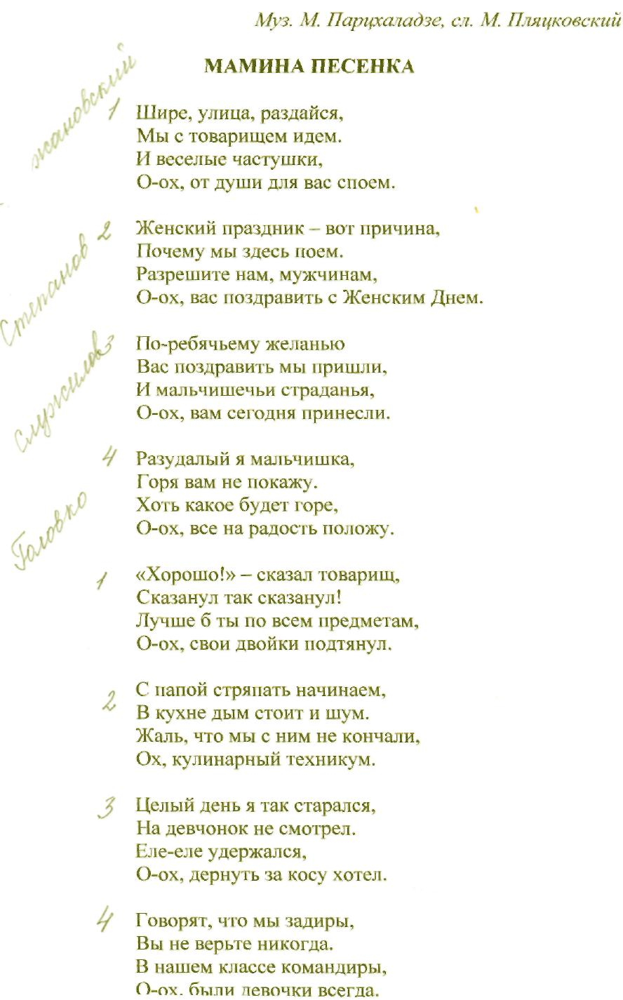 Муз. М. Парцхаладзе, сл. М. Пляцковский
МАМИНА ПЕСЕНКА
жановский
1 Шире, улица, раздайся,
Мы с товарищем идем.
И веселые частушки,
О-ох, от души для вас споем.
Степанов
2 Женский праздник – вот причина,
Почему мы здесь поем.
Разрешите нам, мужчинам,
О-ох, вас поздравить с Женским Днем.
Служилов
3 По-ребячьему желанью
Вас поздравить мы пришли,
И мальчишечьи страданья,
О-ох, вам сегодня принесли.
Головко
4 Разудалый я мальчишка,
Горя вам не покажу.
Хоть какое будет горе,
О-ох, все на радость положу.
1 «Хорошо!» – сказал товарищ,
Сказанул так сказанул!
Лучше б ты по всем предметам,
О-ох, свои двойки подтянул.
2 С папой стряпать начинаем,
В кухне дым стоит и шум.
Жаль, что мы с ним не кончали,
Ох, кулинарный техникум.
3 Целый день я так старался,
На девчонок не смотрел.
Еле-еле удержался,
О-ох, дернуть за косу хотел.
4 Говорят, что мы задиры,
Вы не верьте никогда.
В нашем классе командиры,
О-ох, были девочки всегда.